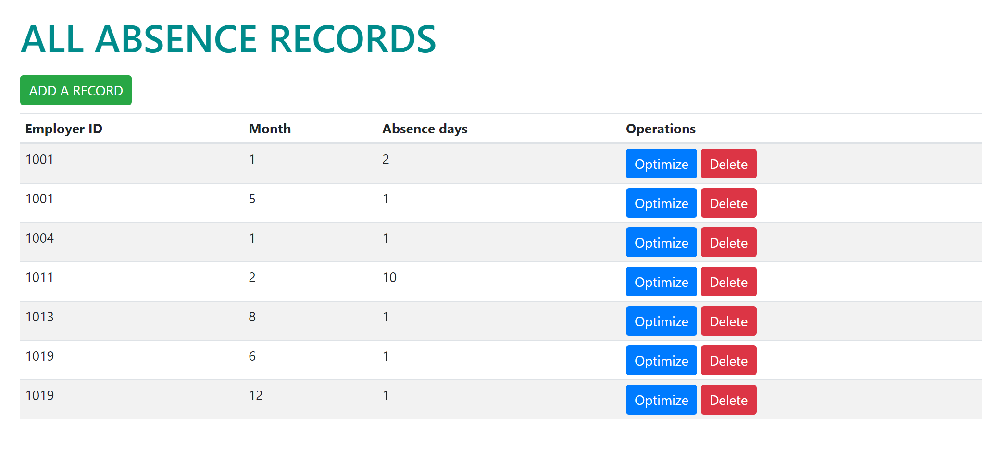 ALL ABSENCE RECORDS
ADD A RECORD
Employer ID Month Absence days Operations
1001 1 2 Optimize Delete
1001 5 1 Optimize Delete
1004 1 1 Optimize Delete
1011 2 10 Optimize Delete
1013 8 1 Optimize Delete
1019 6 1 Optimize Delete
1019 12 1 Optimize Delete